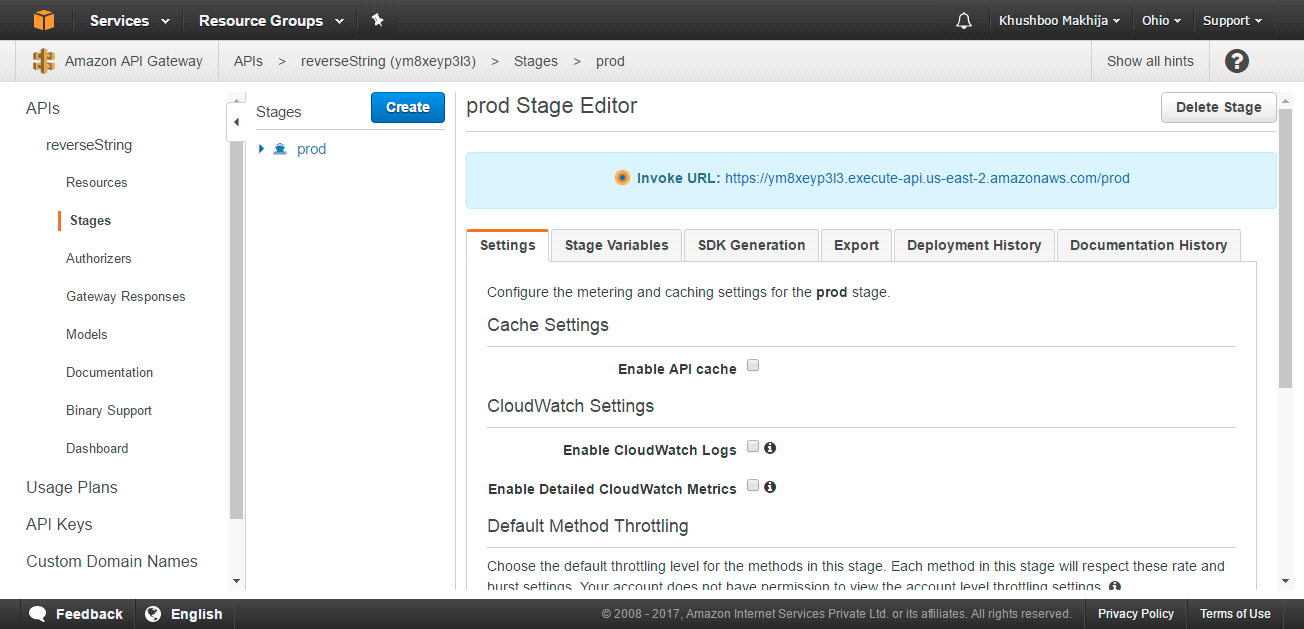 Services Resource Groups Khushboo Makhija Ohio Support
Amazon API Gateway APIs > reverseString (ym8xeyp3l3) > Stages > prod Show all hints ?
APIs
reverseString
Resources
Stages
Authorizers
Gateway Responses
Models
Documentation
Binary Support
Dashboard
Usage Plans
API Keys
Custom Domain Names
Stages Create
prod
prod Stage Editor Delete Stage
Invoke URL: https://ym8xeyp3l3.execute-api.us-east-2.amazonaws.com/prod
Settings Stage Variables SDK Generation Export Deployment History Documentation History
Configure the metering and caching settings for the prod stage.
Cache Settings
Enable API cache
CloudWatch Settings
Enable CloudWatch Logs
Enable Detailed CloudWatch Metrics
Default Method Throttling
Choose the default throttling level for the methods in this stage. Each method in this stage will respect these rate and
burst settings. Your account does not have permission to view the account level throttling settings.
Feedback English © 2008 - 2017, Amazon Internet Services Private Ltd. or its affiliates. All rights reserved. Privacy Policy Terms of Use